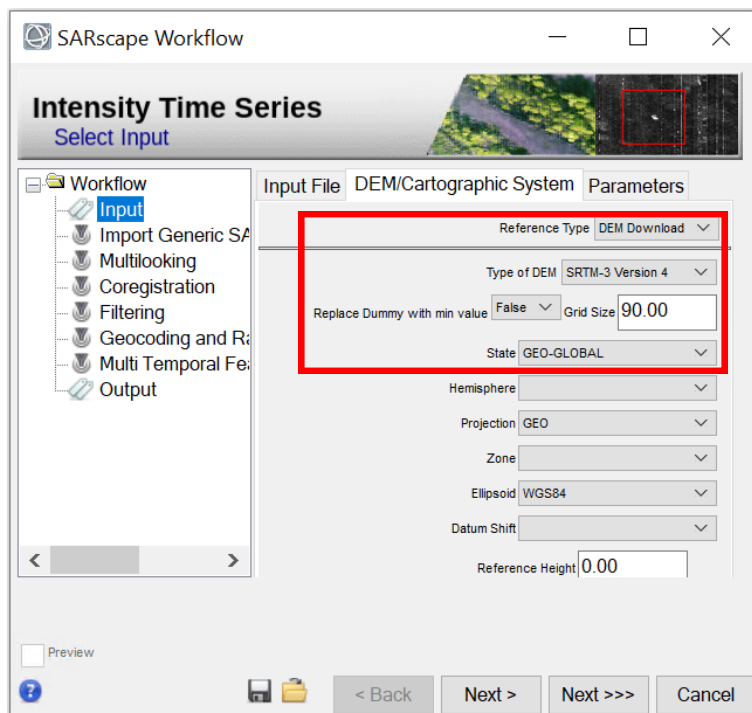 SARscape Workflow
Intensity Time Series
Select Input
Workflow
Input
Import Generic SA
Multilooking
Coregistration
Filtering
Geocoding and Ra
Multi Temporal Fea
Output
Input File DEM/Cartographic System Parameters
Reference Type DEM Download
Type of DEM SRTM-3 Version 4
Replace Dummy with min value False Grid Size 90.00
State GEO-GLOBAL
Hemisphere
Projection GEO
Zone
Ellipsoid WGS84
Datum Shift
Reference Height 0.00
Preview
< Back Next > Next >>> Cancel